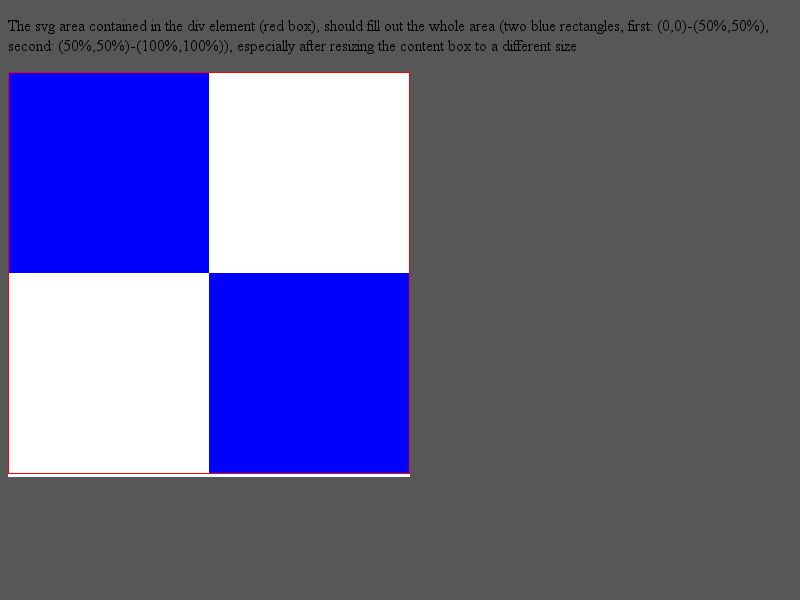 The svg area contained in the div element (red box), should fill out the whole area (two blue rectangles, first: (0,0)-(50%,50%),
second: (50%,50%)-(100%,100%)), especially after resizing the content box to a different size